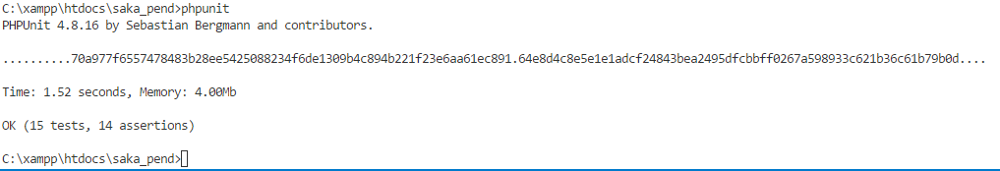 C:\xampp\htdocs\saka_pend>phpunit
PHPUnit 4.8.16 by Sebastian Bergmann and contributors.
..........70a977f6557478483b28ee5425088234f6de1309b4c894b221f23e6aa61ec891.64e8d4c8e5e1e1adcf24843bea2495dfcbbff0267a598933c621b36c61b79b0d....
Time: 1.52 seconds, Memory: 4.00Mb
OK (15 tests, 14 assertions)
C:\xampp\htdocs\saka_pend>